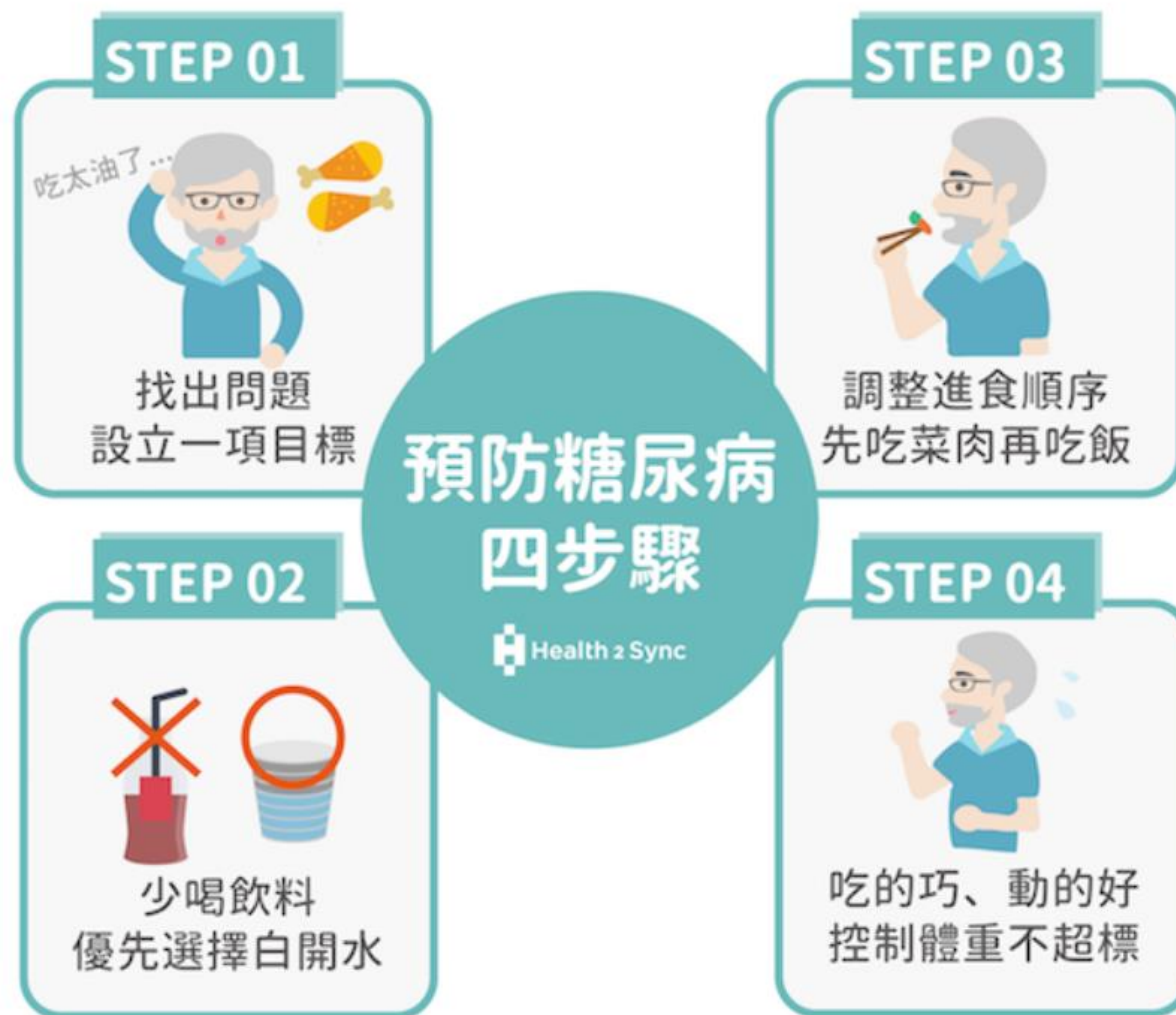 預防糖尿病
四步驟
Health2Sync
STEP 01
吃太油了...
找出問題
設立一項目標
STEP 02
少喝飲料
優先選擇白開水
STEP 03
調整進食順序
先吃菜肉再吃飯
STEP 04
吃的巧、動的好
控制體重不超標